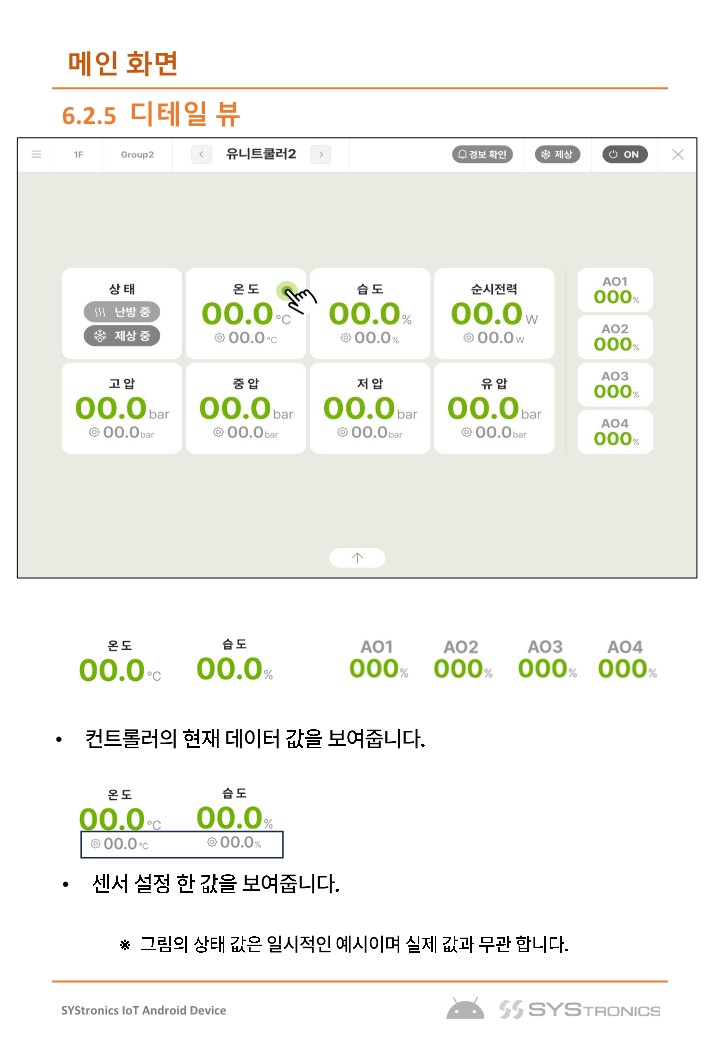 메인 화면
6.2.5 디테일 뷰
1F Group2 < 유니트쿨러2 > 경보 확인 제상 ON
상태 온도 습도 순시전력 AO1
난방 중 00.0°C 00.0% 00.0W 000%
제상 중 00.0°C 00.0% 00.0W AO2
000%
고압 중압 저압 유압 AO3
00.0bar 00.0bar 00.0bar 00.0bar 000%
00.0bar 00.0bar 00.0bar 00.0bar AO4
000%
온도 습도 AO1 AO2 AO3 AO4
00.0°C 00.0% 000% 000% 000% 000%
• 컨트롤러의 현재 데이터 값을 보여줍니다.
온도 습도
00.0°C 00.0%
00.0°C 00.0%
• 센서 설정 한 값을 보여줍니다.
※ 그림의 상태 값은 일시적인 예시이며 실제 값과 무관 합니다.
SYStronics IoT Android Device SYSTRONICS